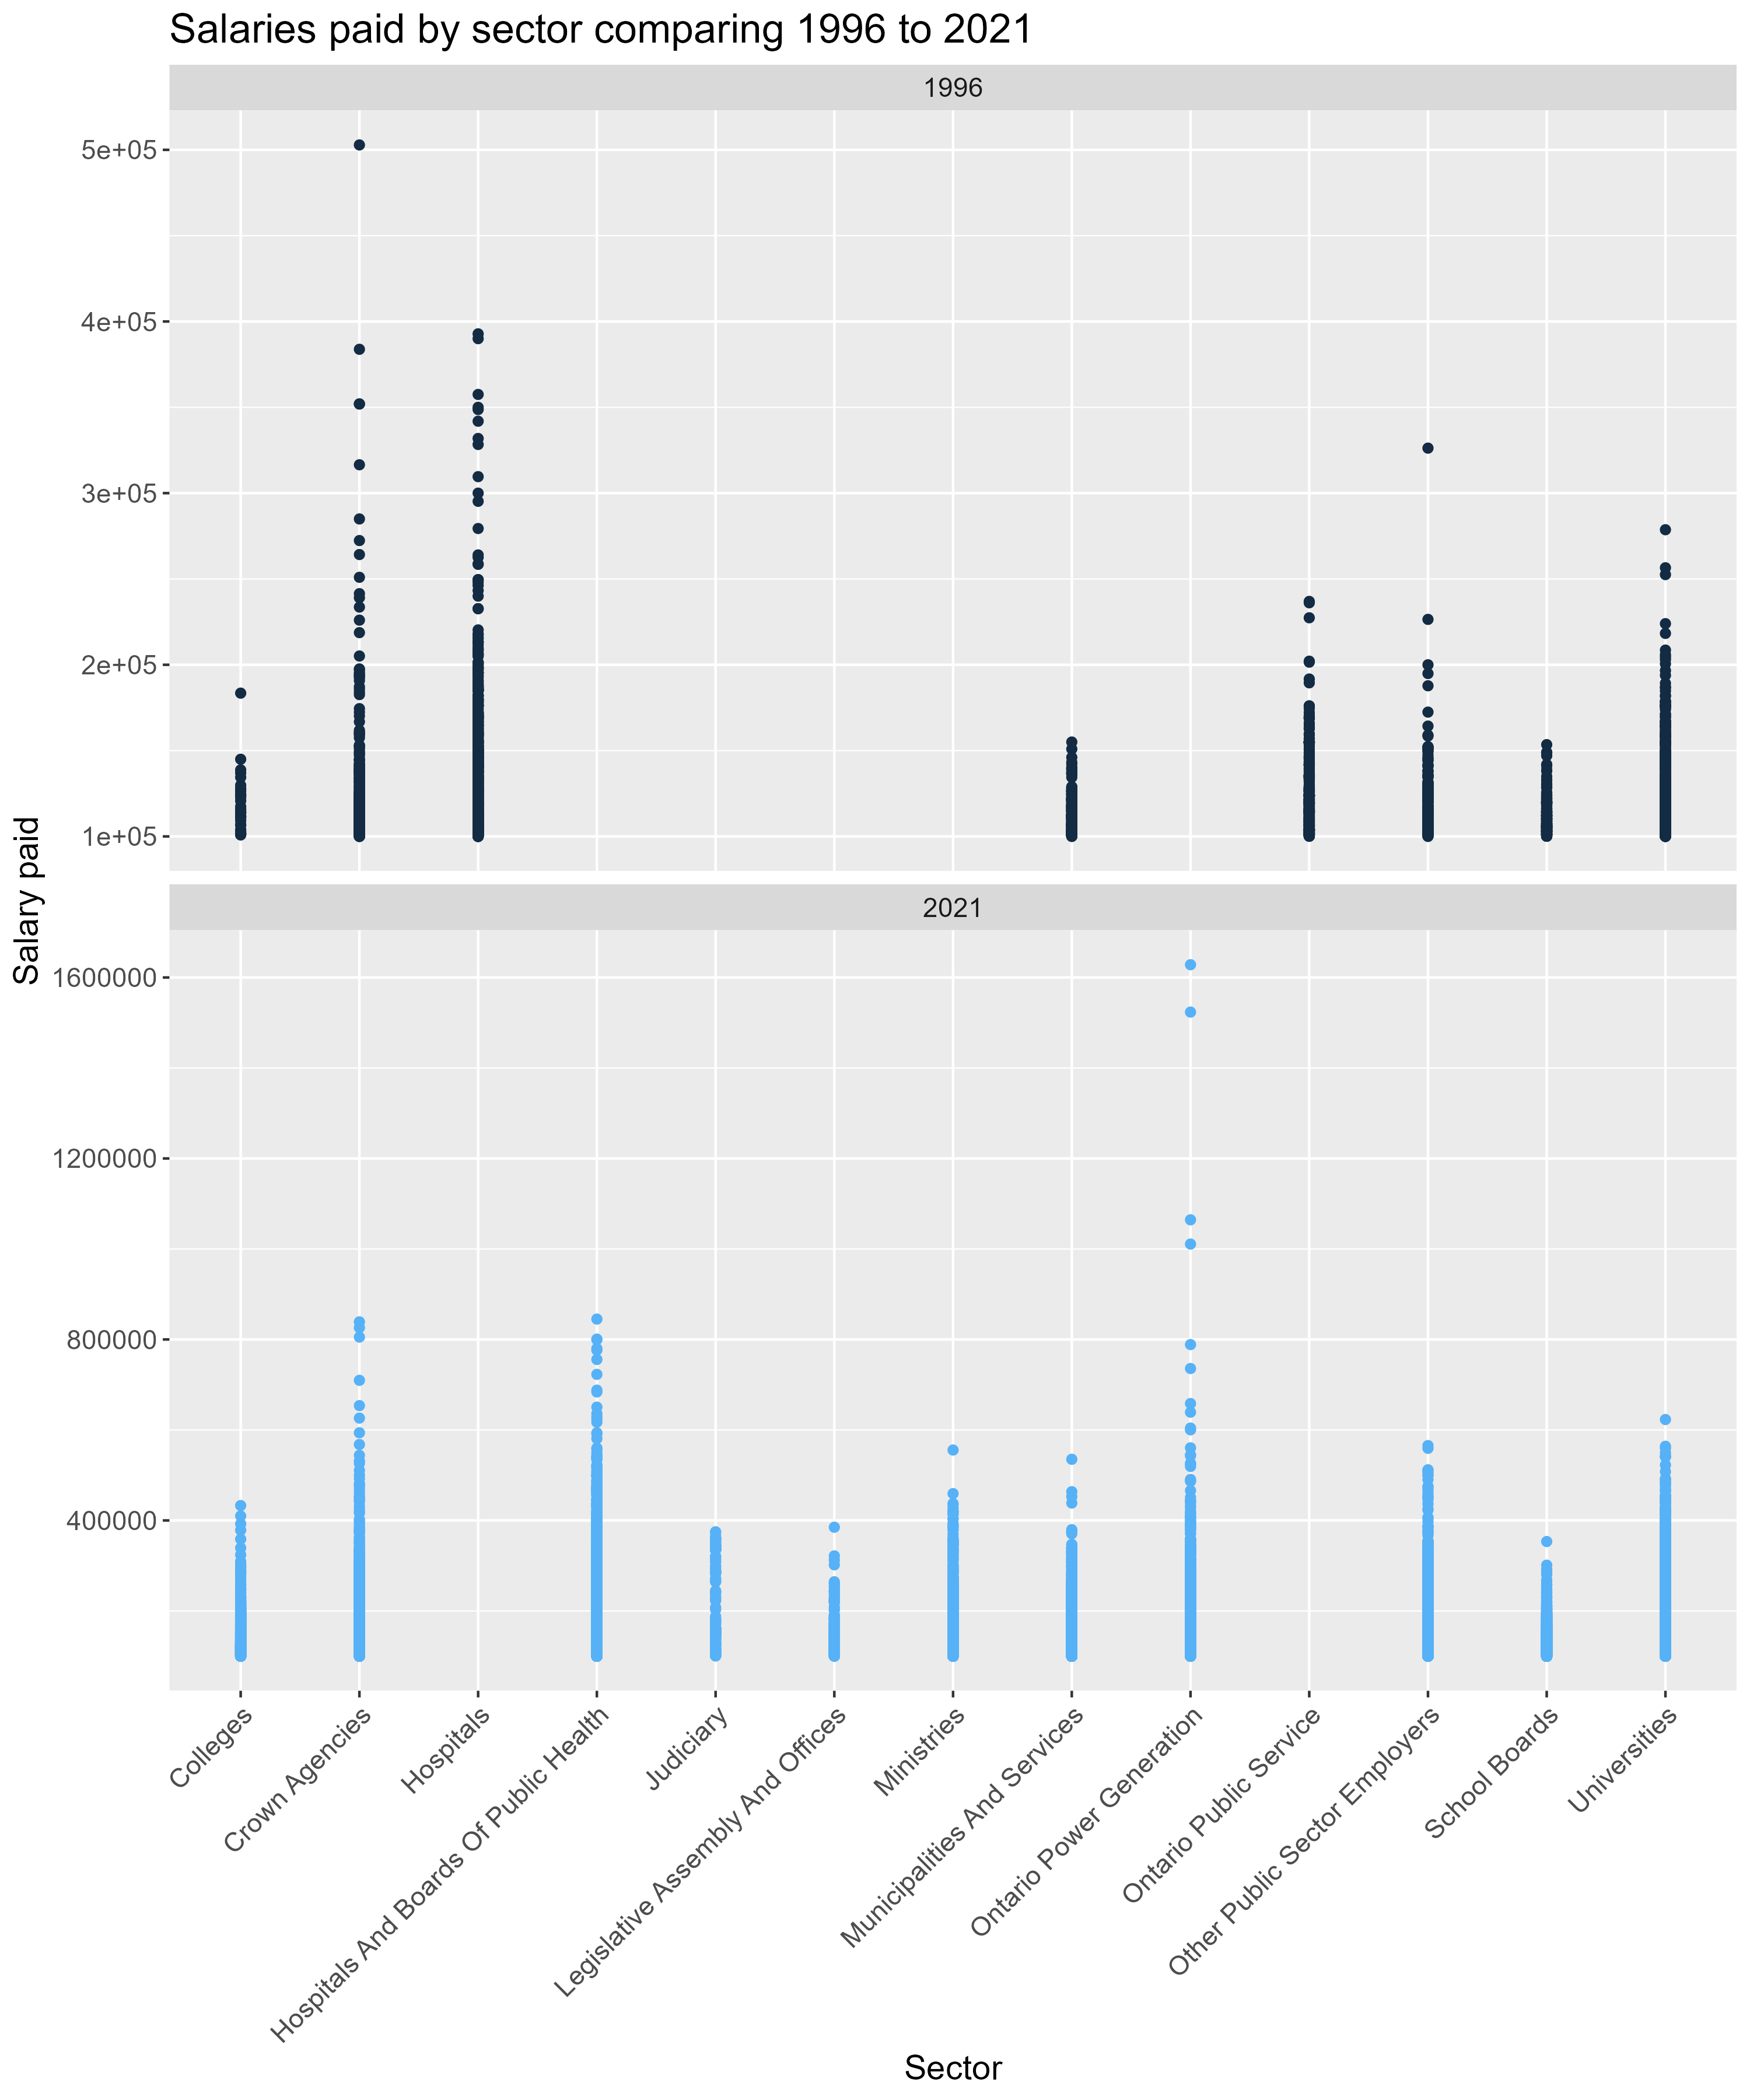 Salaries paid by sector comparing 1996 to 2021
1996
5e+05
4e+05
3e+05
2e+05
1e+05
Salary paid
2021
1600000
1200000
800000
400000
Colleges
Crown Agencies
Hospitals
Hospitals And Boards Of Public Health
Judiciary
Legislative Assembly And Offices
Ministries
Municipalities And Services
Ontario Power Generation
Ontario Public Service
Other Public Sector Employers
School Boards
Universities
Sector